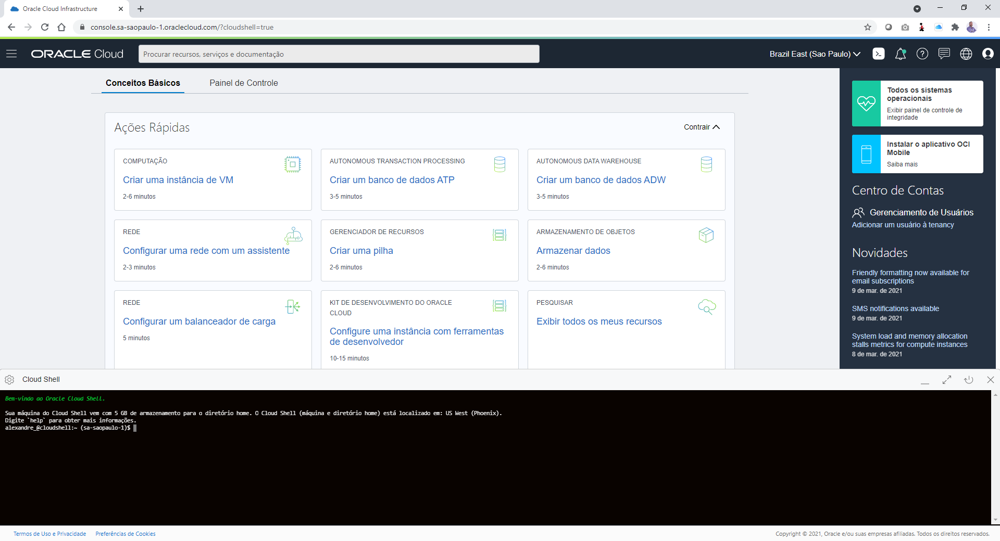 Oracle Cloud Infrastructure
console.sa-saopaulo-1.oraclecloud.com/?cloudshell=true
ORACLE Cloud
Procurar recursos, serviços e documentação
Brazil East (Sao Paulo)
Conceitos Básicos
Painel de Controle
Ações Rápidas
Contrair
COMPUTAÇÃO
Criar uma instância de VM
2-6 minutos
AUTONOMOUS TRANSACTION PROCESSING
Criar um banco de dados ATP
3-5 minutos
AUTONOMOUS DATA WAREHOUSE
Criar um banco de dados ADW
3-5 minutos
REDE
Configurar uma rede com um assistente
2-3 minutos
GERENCIADOR DE RECURSOS
Criar uma pilha
2-6 minutos
ARMAZENAMENTO DE OBJETOS
Armazenar dados
2-6 minutos
REDE
Configurar um balanceador de carga
5 minutos
KIT DE DESENVOLVIMENTO DO ORACLE
CLOUD
Configure uma instância com ferramentas
de desenvolvedor
10-15 minutos
PESQUISAR
Exibir todos os meus recursos
Todos os sistemas
operacionais
Exibir painel de controle de
integridade
Instalar o aplicativo OCI
Mobile
Saiba mais
Centro de Contas
Gerenciamento de Usuários
Adicionar um usuário à tenancy
Novidades
Friendly formatting now available for
email subscriptions
9 de mar. de 2021
SMS notifications available
9 de mar. de 2021
System load and memory allocation
stalls metrics for compute instances
8 de mar. de 2021
Cloud Shell
Bem-vindo ao Oracle Cloud Shell.
Sua máquina do Cloud Shell vem com 5 GB de armazenamento para o diretório home. O Cloud Shell (máquina e diretório home) está localizado em: US West (Phoenix).
Digite `help` para obter mais informações.
alexandre_@cloudshell:~ (sa-saopaulo-1)$
Termos de Uso e Privacidade
Preferências de Cookies
Copyright © 2021, Oracle e/ou suas empresas afiliadas. Todos os direitos reservados.